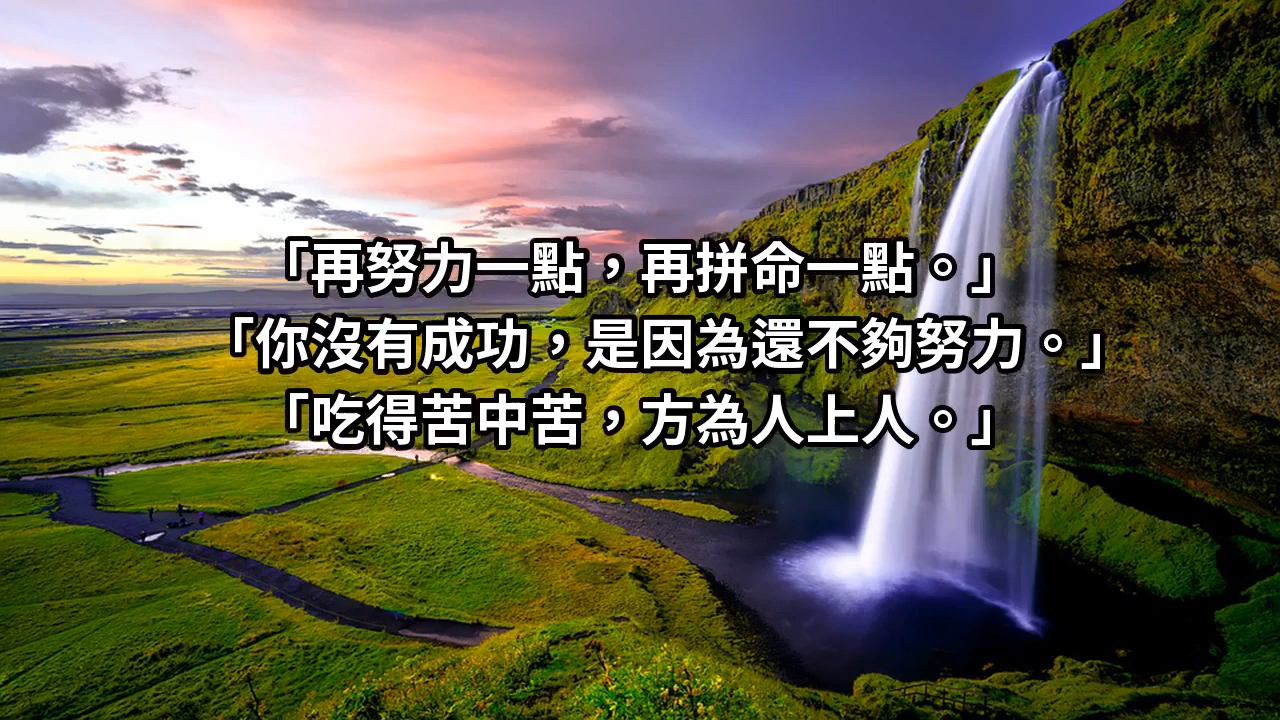 「再努力一點，再拼命一點。」
「你沒有成功，是因為還不夠努力。」
「吃得苦中苦，方為人上人。」